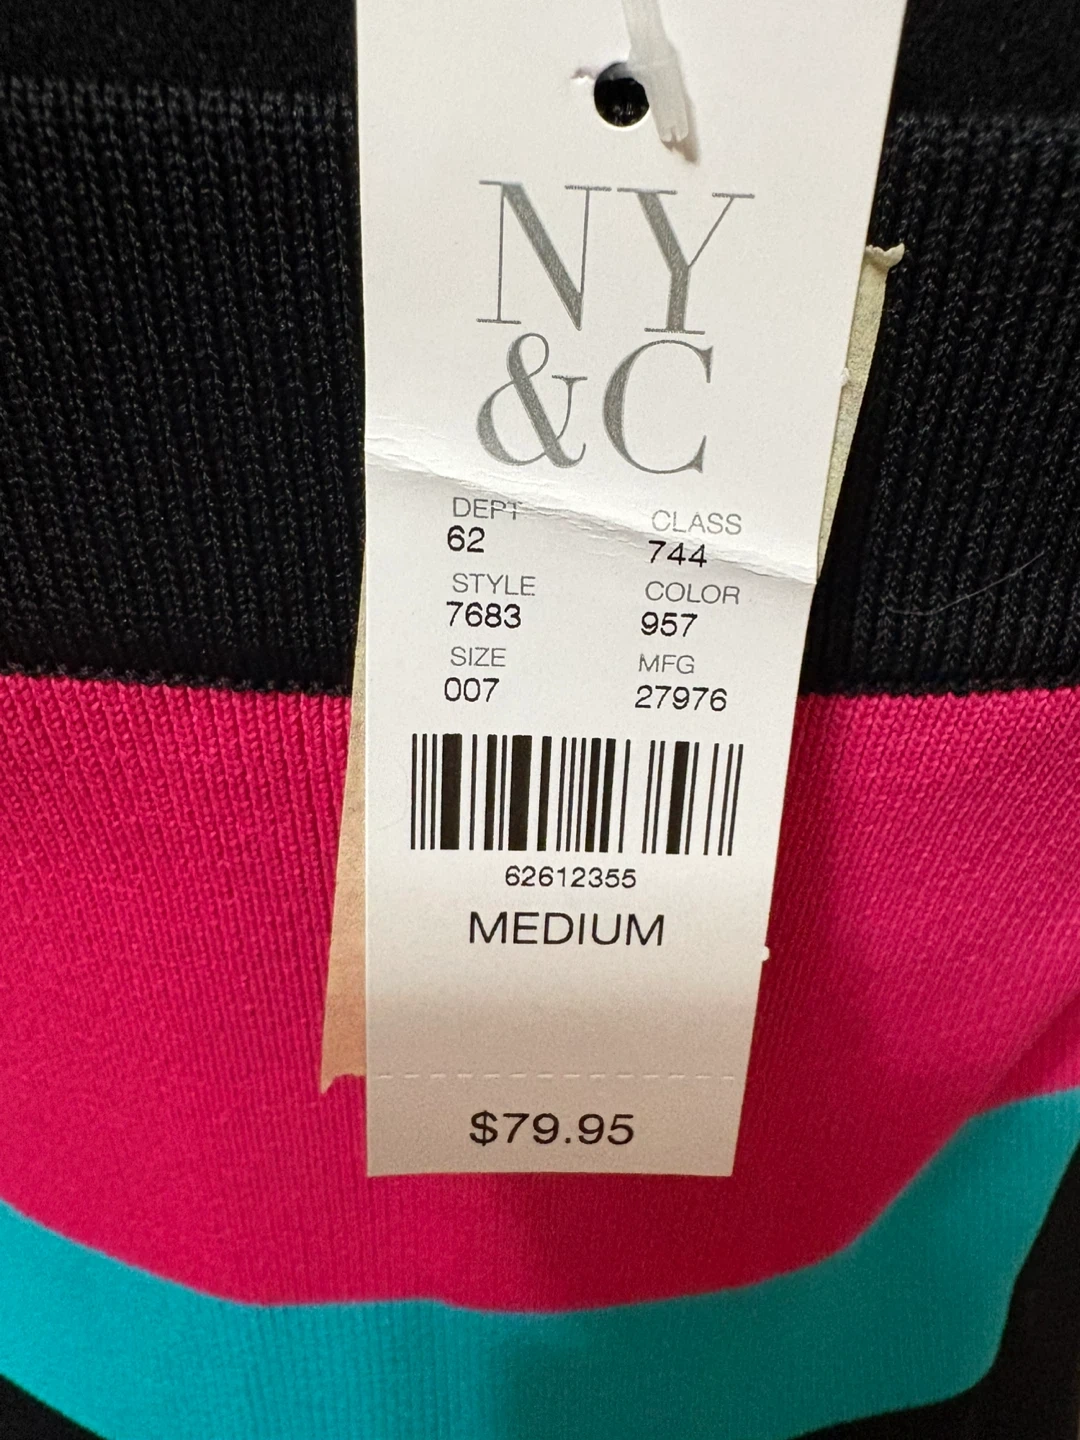 NY
&C
DEPT CLASS
62 744
STYLE COLOR
7683 957
SIZE MFG
007 27976
62612355
MEDIUM
$79.95